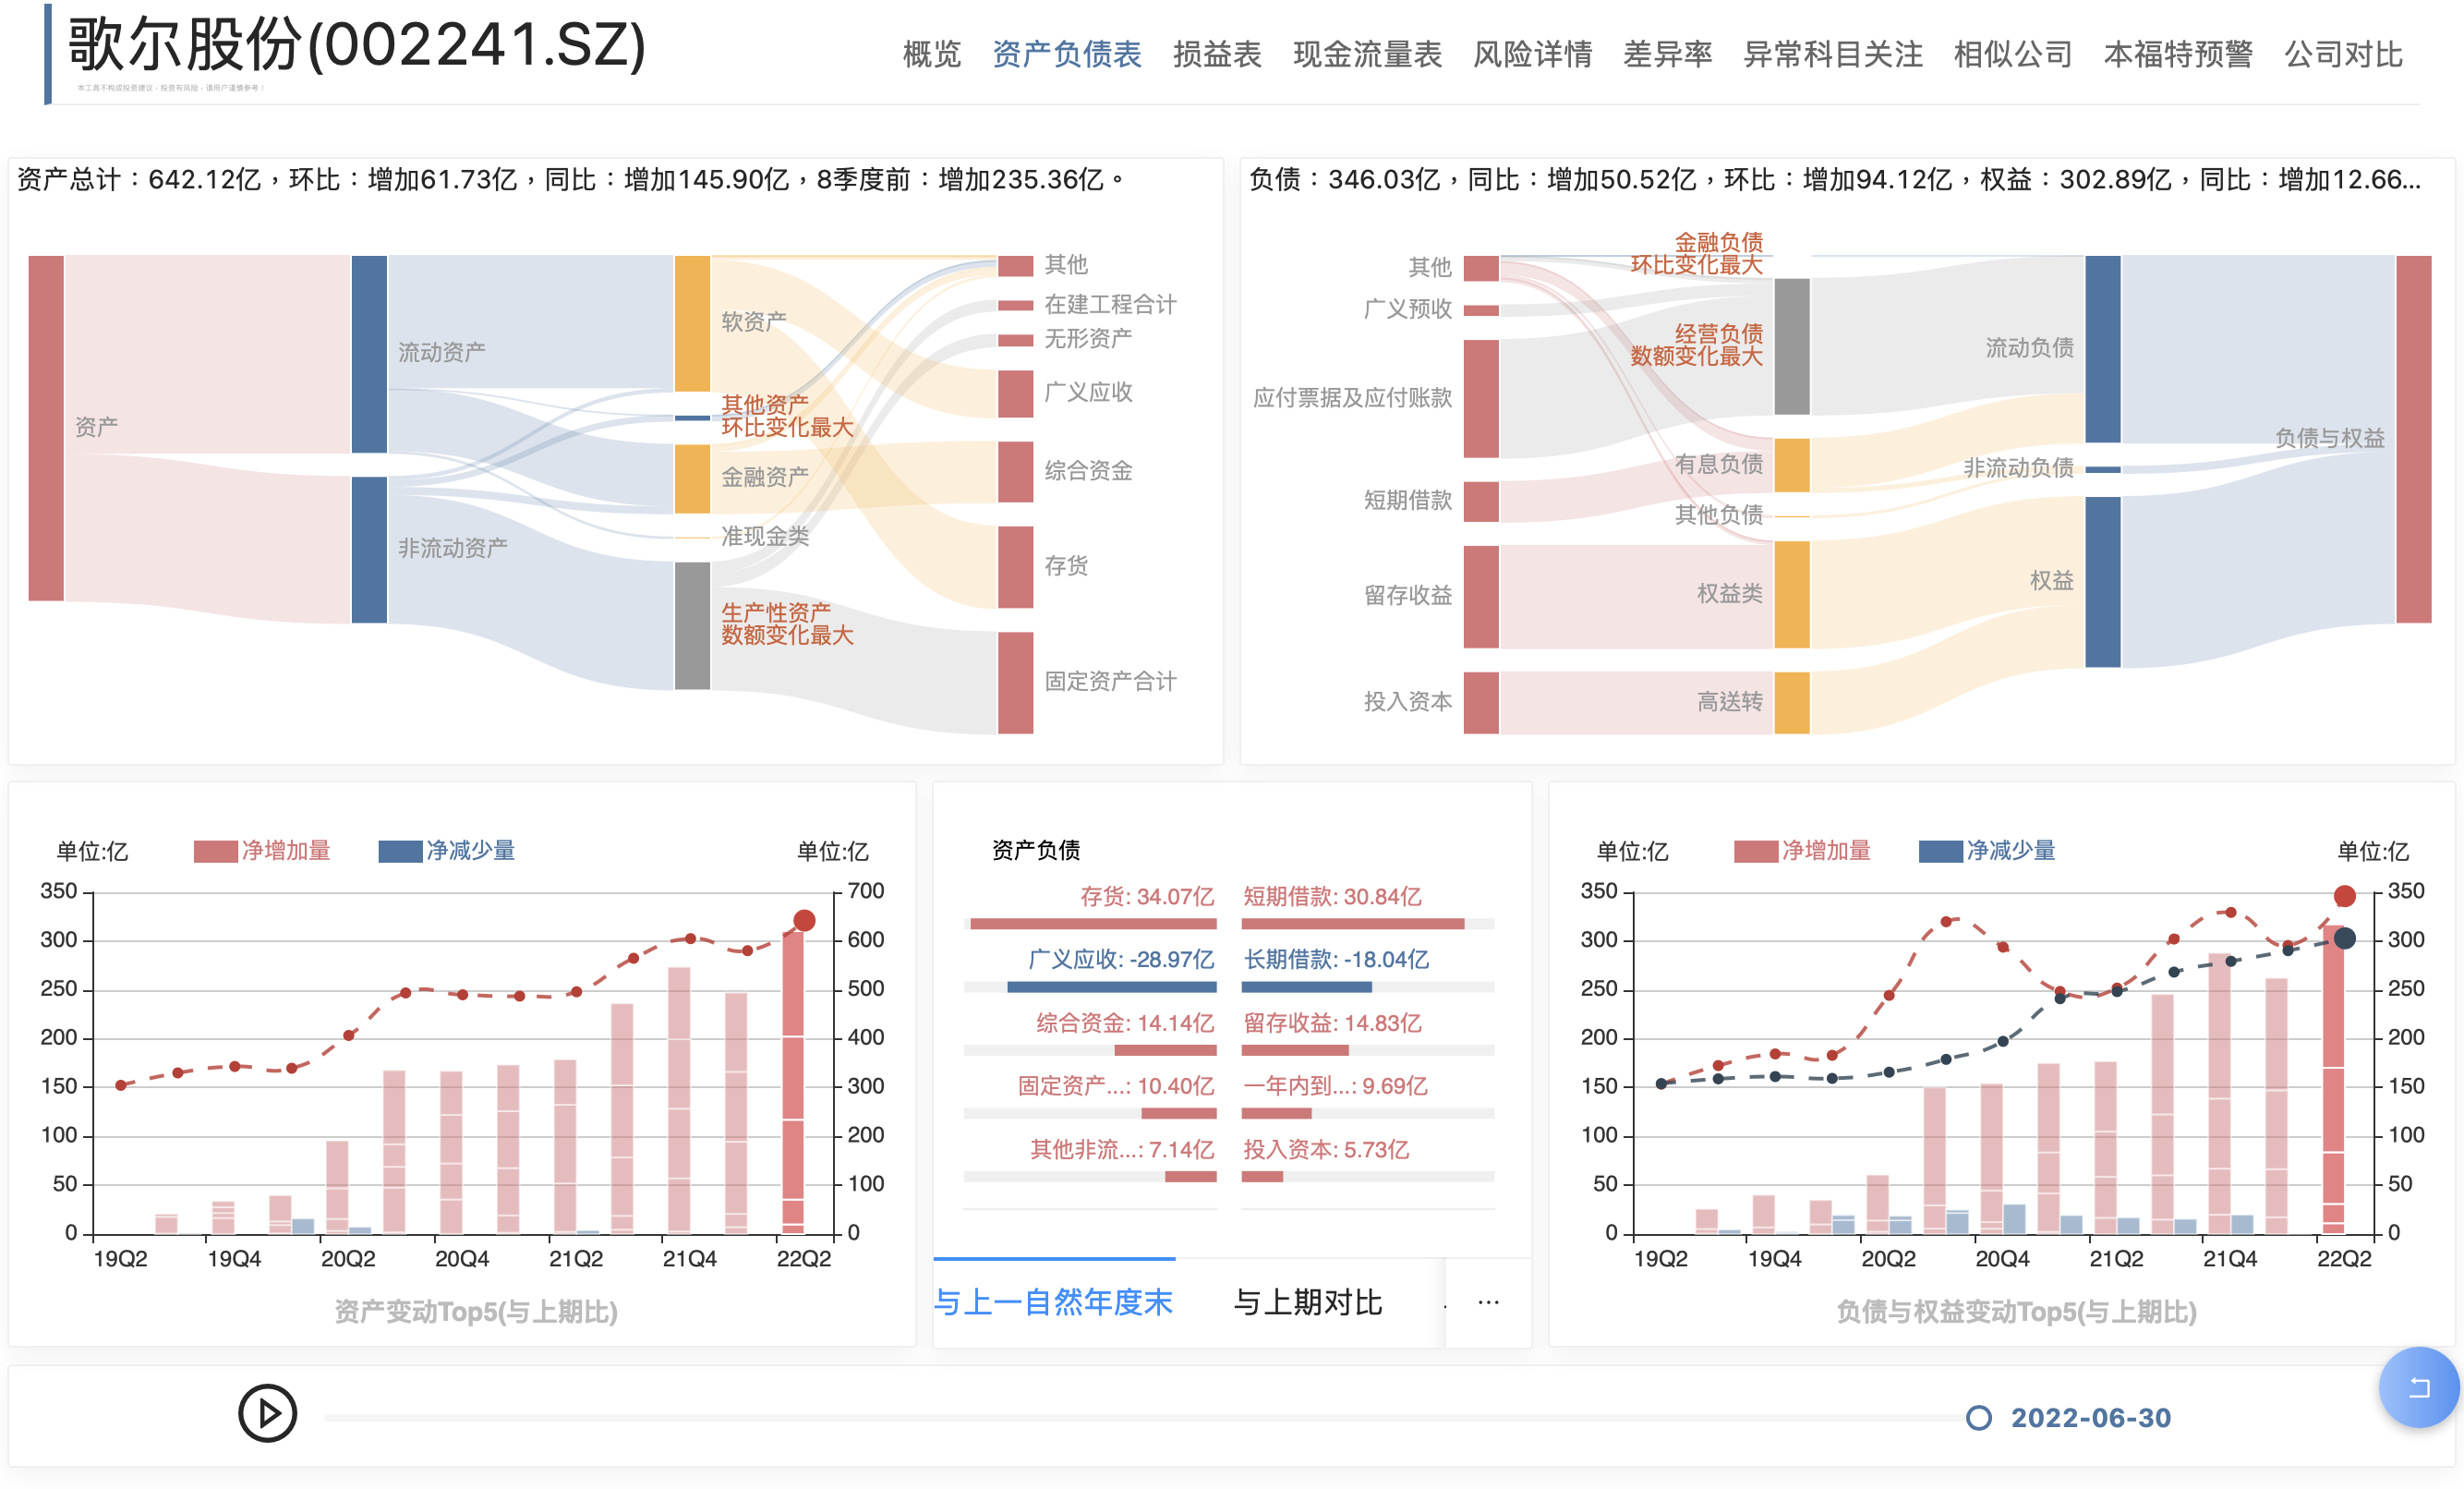 歌尔股份(002241.SZ)
本工具不构成投资建议，投资有风险，请用户谨慎参考！
概览 资产负债表 损益表 现金流量表 风险详情 差异率 异常科目关注 相似公司 本福特预警 公司对比
资产总计：642.12亿，环比：增加61.73亿，同比：增加145.90亿，8季度前：增加235.36亿。
资产
流动资产
非流动资产
软资产
其他资产
环比变化最大
金融资产
准现金类
生产性资产
数额变化最大
其他
在建工程合计
无形资产
广义应收
综合资金
存货
固定资产合计
负债：346.03亿，同比：增加50.52亿，环比：增加94.12亿，权益：302.89亿，同比：增加12.66...
其他
广义预收
应付票据及应付账款
短期借款
留存收益
投入资本
金融负债
环比变化最大
经营负债
数额变化最大
有息负债
其他负债
权益类
高送转
流动负债
非流动负债
权益
负债与权益
单位:亿 净增加量 净减少量 单位:亿
350 700
300 600
250 500
200 400
150 300
100 200
50 100
0 0
19Q2 19Q4 20Q2 20Q4 21Q2 21Q4 22Q2
资产变动Top5(与上期比)
资产负债
存货: 34.07亿 短期借款: 30.84亿
广义应收: -28.97亿 长期借款: -18.04亿
综合资金: 14.14亿 留存收益: 14.83亿
固定资产...: 10.40亿 一年内到...: 9.69亿
其他非流...: 7.14亿 投入资本: 5.73亿
与上一自然年度末 与上期对比 ...
单位:亿 净增加量 净减少量 单位:亿
350 350
300 300
250 250
200 200
150 150
100 100
50 50
0 0
19Q2 19Q4 20Q2 20Q4 21Q2 21Q4 22Q2
负债与权益变动Top5(与上期比)
2022-06-30